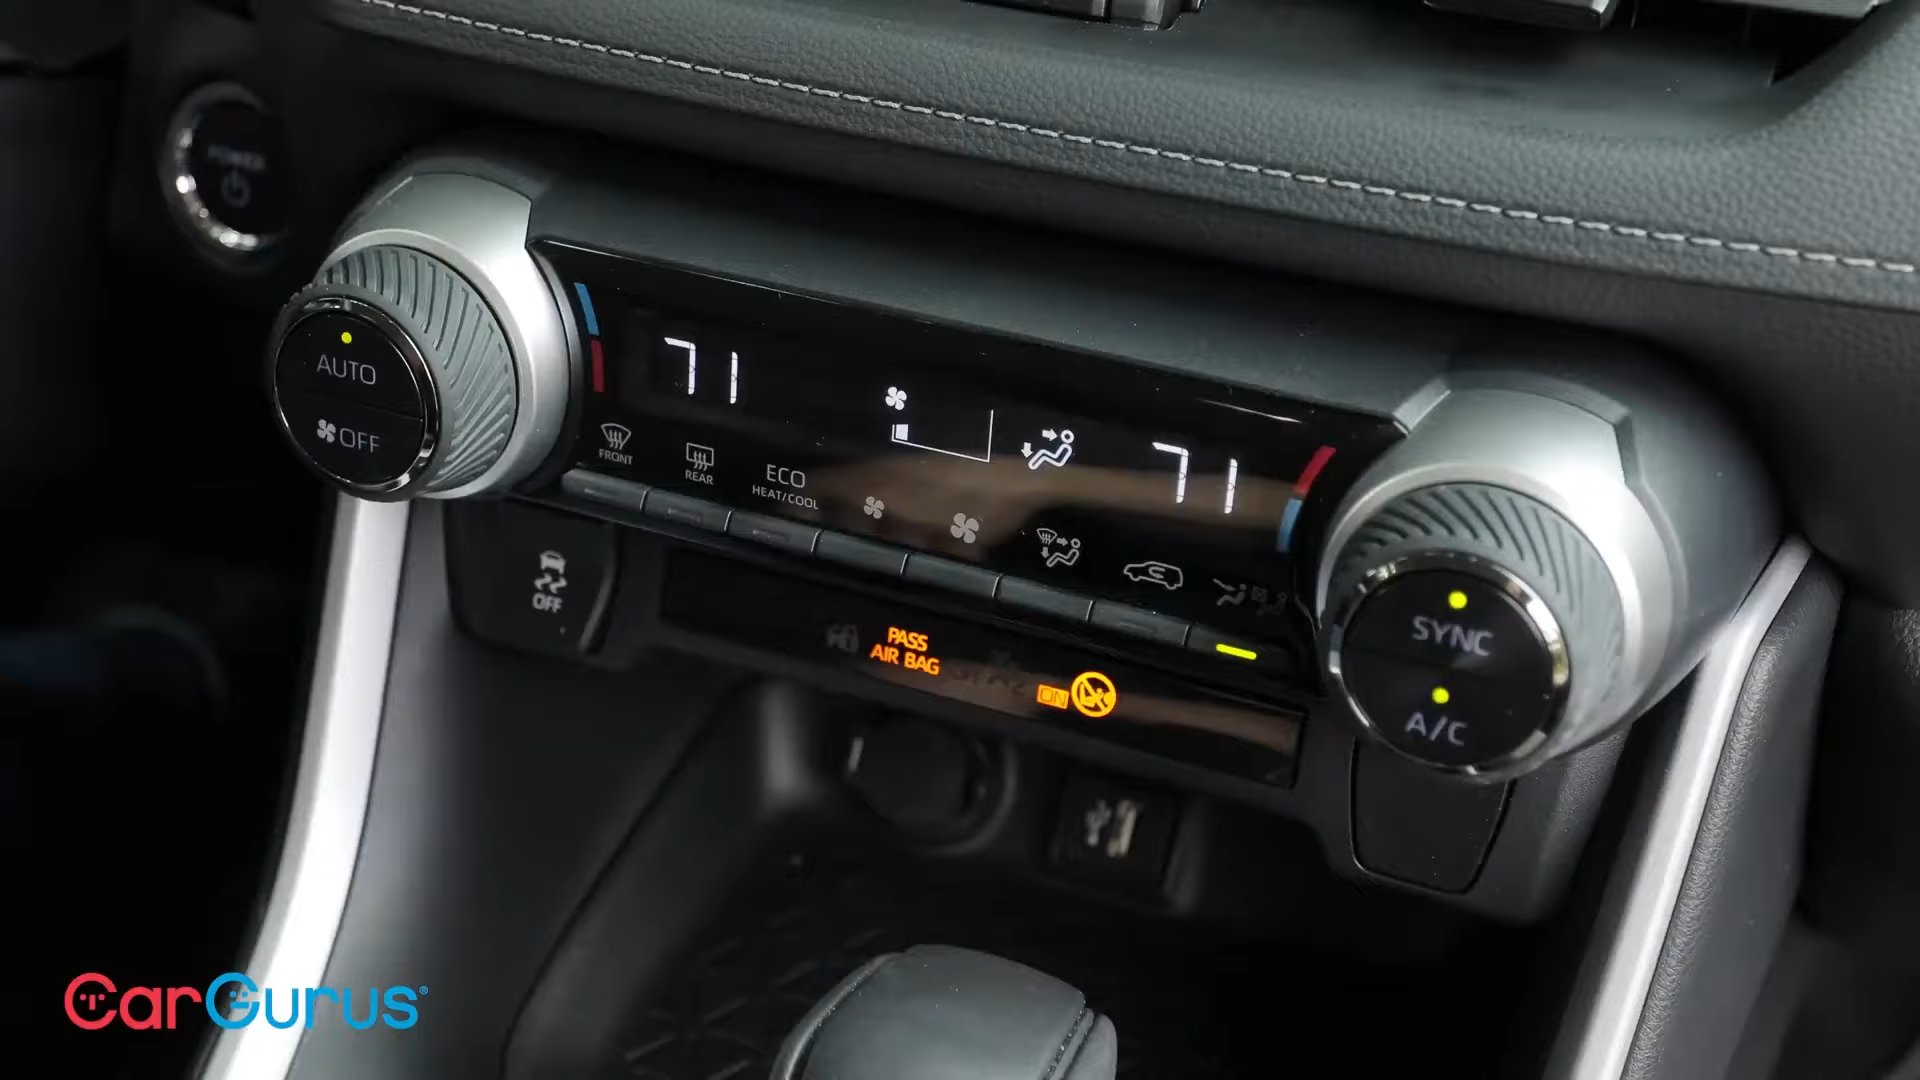 POWER
AUTO
OFF
71
71
FRONT
REAR
ECO
HEAT/COOL
OFF
PASS
AIR BAG
ON
SYNC
A/C
CarGurus®